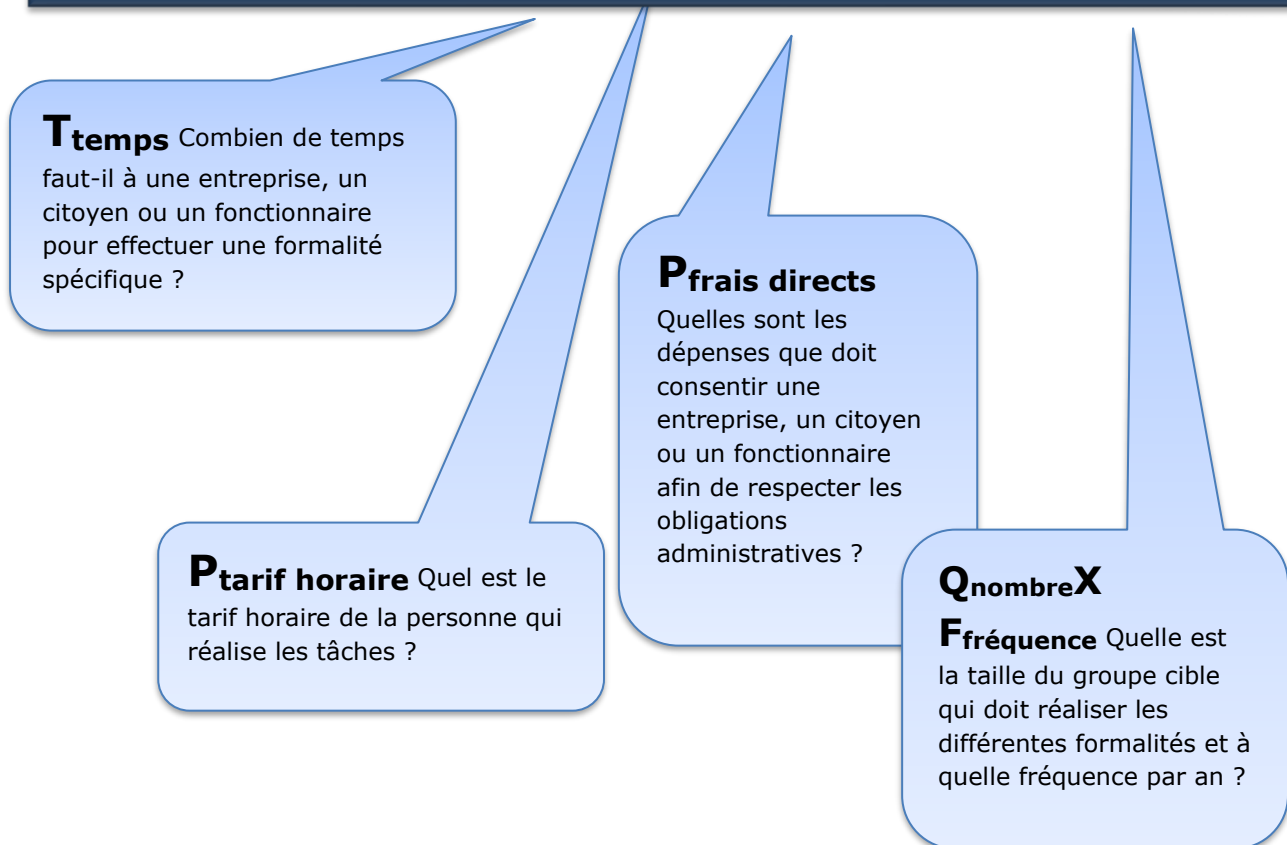 Ttemps Combien de temps
faut-il à une entreprise, un
citoyen ou un fonctionnaire
pour effectuer une formalité
spécifique ?
Ptarif horaire Quel est le
tarif horaire de la personne qui
réalise les tâches ?
Pfrais directs
Quelles sont les
dépenses que doit
consentir une
entreprise, un citoyen
ou un fonctionnaire
afin de respecter les
obligations
administratives ?
QnombreX
Ffréquence Quelle est
la taille du groupe cible
qui doit réaliser les
différentes formalités et à
quelle fréquence par an ?